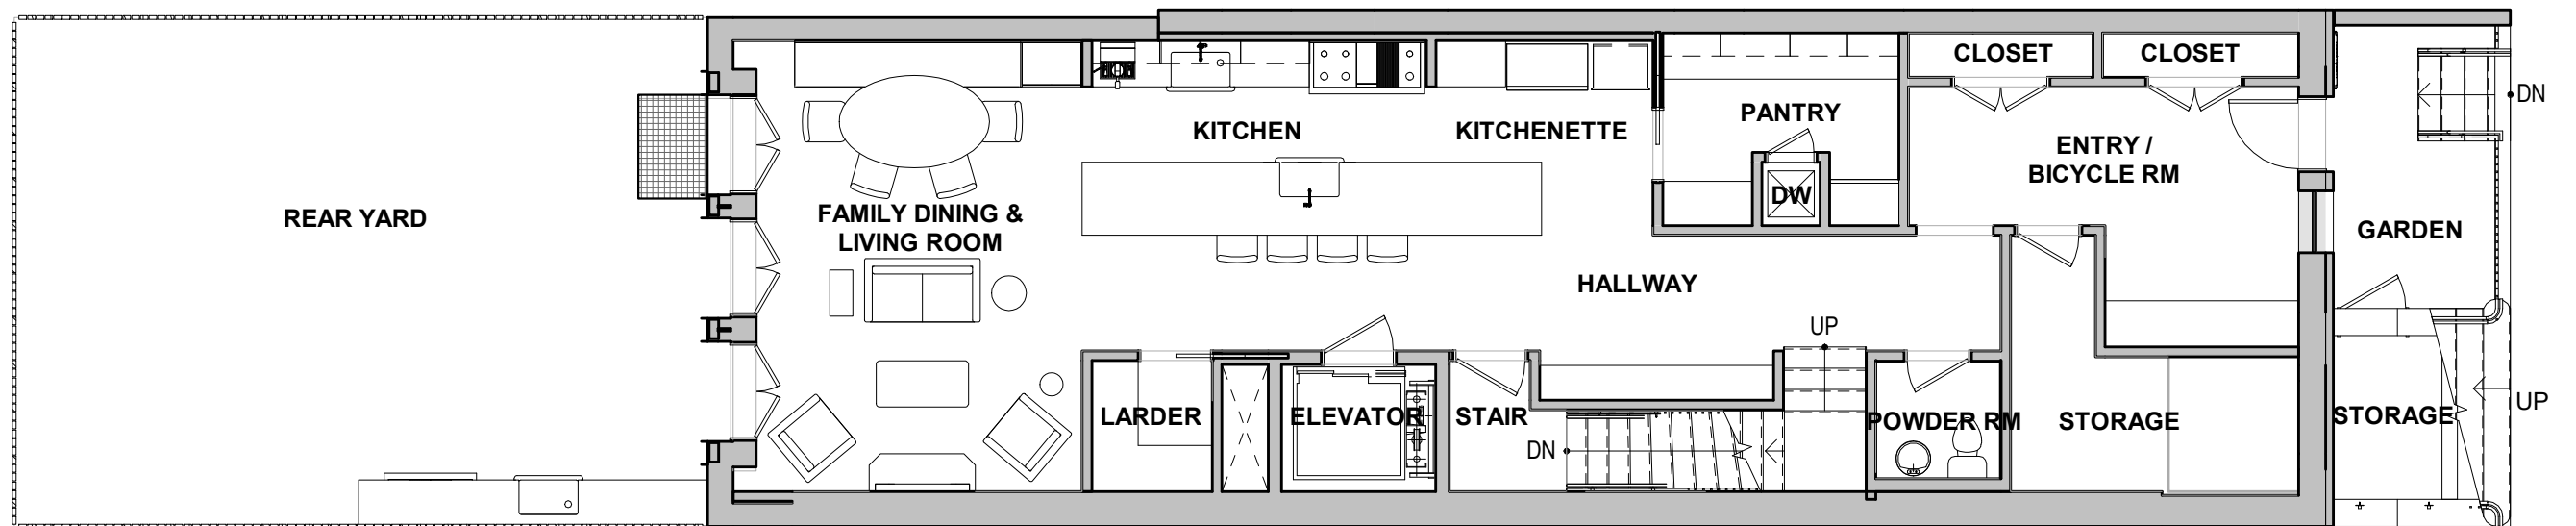 CLOSET
CLOSET
DN
PANTRY
KITCHEN
KITCHENETTE
ENTRY /
BICYCLE RM
DW
REAR YARD
FAMILY DINING &
LIVING ROOM
GARDEN
HALLWAY
UP
LARDER
ELEVATOR
STAIR
POWDER RM
STORAGE
STORAGE
UP
DN